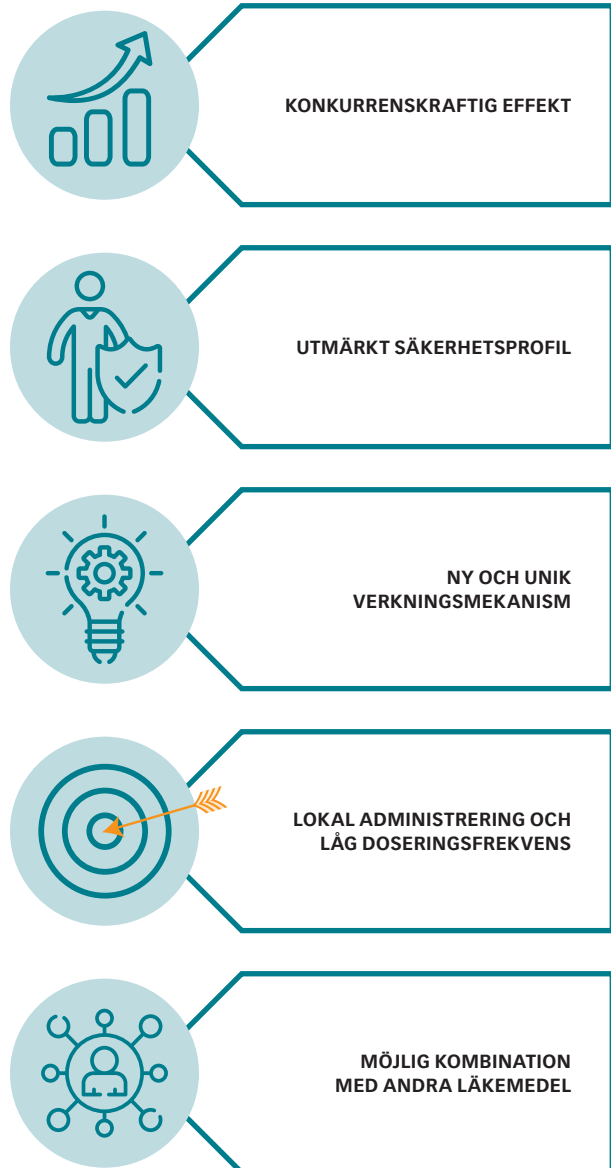 KONKURRENSKRAFTIG EFFEKT
UTMÄRKT SÄKERHETSPROFIL
NY OCH UNIK
VERKNINGSMEKANISM
LOKAL ADMINISTRERING OCH
LÅG DOSERINGSFREKVENS
MÖJLIG KOMBINATION
MED ANDRA LÄKEMEDEL